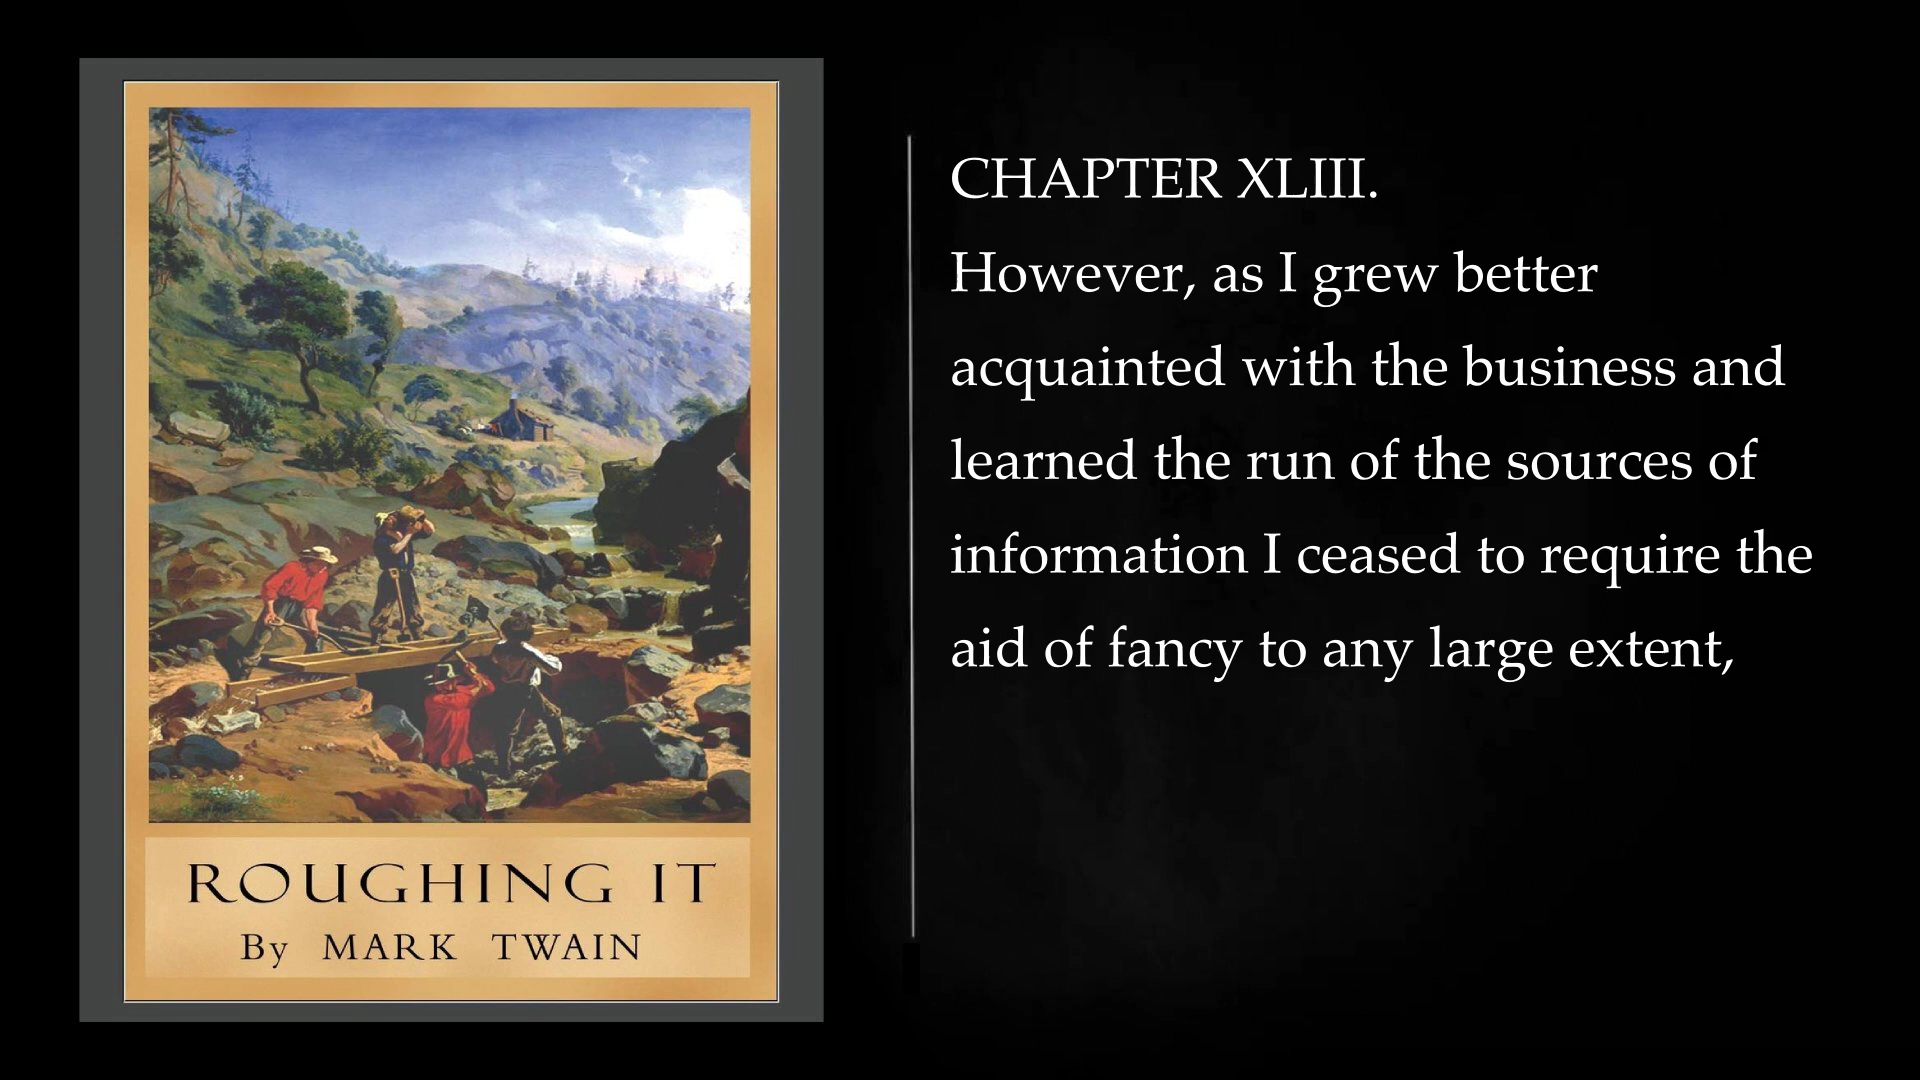 ROUGHING IT
By MARK TWAIN
CHAPTER XLIII.
However, as I grew better
acquainted with the business and
learned the run of the sources of
information I ceased to require the
aid of fancy to any large extent,